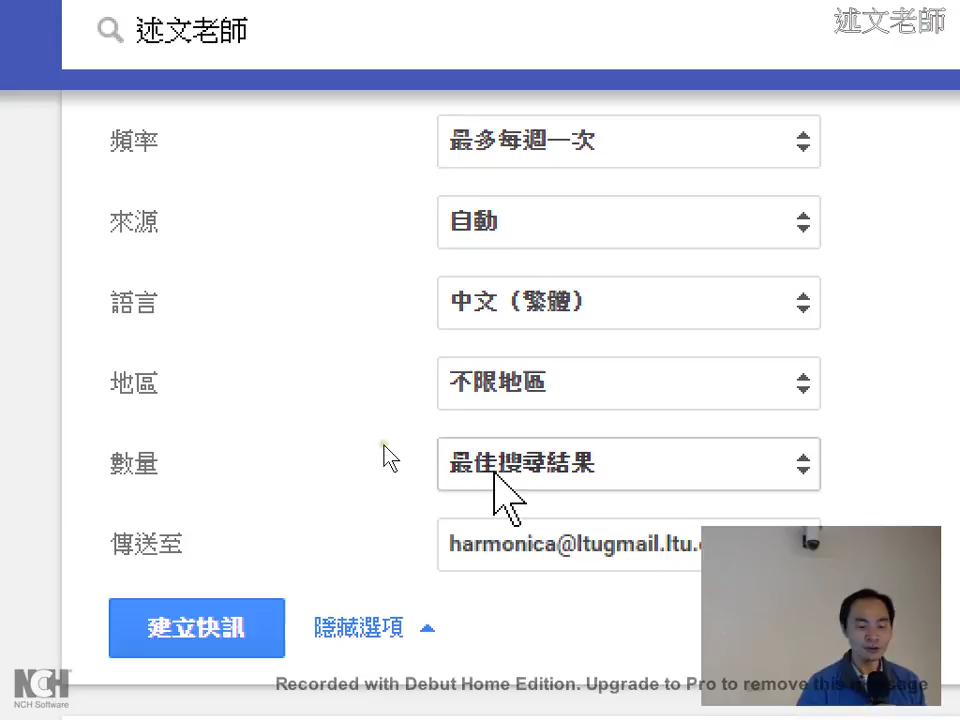 述文老師
述文老師
頻率
最多每週一次
來源
自動
語言
中文（繁體）
地區
不限地區
數量
最佳搜尋結果
傳送至
harmonica@ltugmail.ltu.
建立快訊
隱藏選項
NCH
NCH Software
Recorded with Debut Home Edition. Upgrade to Pro to remove this message